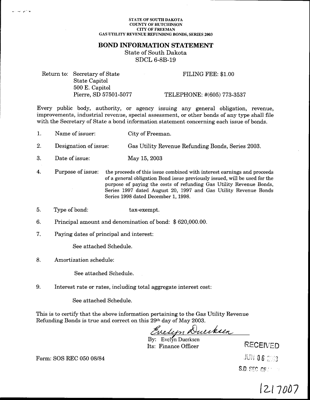 STATE OF SOUTH DAKOTA
COUNTY OF HUTCHINSON
CITY OF FREEMAN
GAS UTILITY REVENUE REFUNDING BONDS, SERIES 2003
BOND INFORMATION STATEMENT
State of South Dakota
SDCL 6-8B-19
Return to: Secretary of State FILING FEE: $1.00
State Capitol
500 E. Capitol
Pierre, SD 57501-5077 TELEPHONE: #(605) 773-3537
Every public body, authority, or agency issuing any general obligation, revenue,
improvements, industrial revenue, special assessment, or other bonds of any type shall file
with the Secretary of State a bond information statement concerning each issue of bonds.
1. Name of issuer: City of Freeman.
2. Designation of issue: Gas Utility Revenue Refunding Bonds, Series 2003.
3. Date of issue: May 15, 2003
4. Purpose of issue: the proceeds of this issue combined with interest earnings and proceeds
of a general obligation Bond issue previously issued, will be used for the
purpose of paying the costs of refunding Gas Utility Revenue Bonds,
Series 1997 dated August 20, 1997 and Gas Utility Revenue Bonds
Series 1998 dated December 1, 1998.
5. Type of bond: tax-exempt.
6. Principal amount and denomination of bond: $ 620,000.00.
7. Paying dates of principal and interest:
See attached Schedule.
8. Amortization schedule:
See attached Schedule.
9. Interest rate or rates, including total aggregate interest cost:
See attached Schedule.
This is to certify that the above information pertaining to the Gas Utility Revenue
Refunding Bonds is true and correct on this 29th day of May 2003.
Evelyn Duerksen
By: Evelyn Duerksen
Its: Finance Officer
RECEIVED
JUN 06
Form: SOS REC 050 08/84
S.D. SEC. OF
1217007